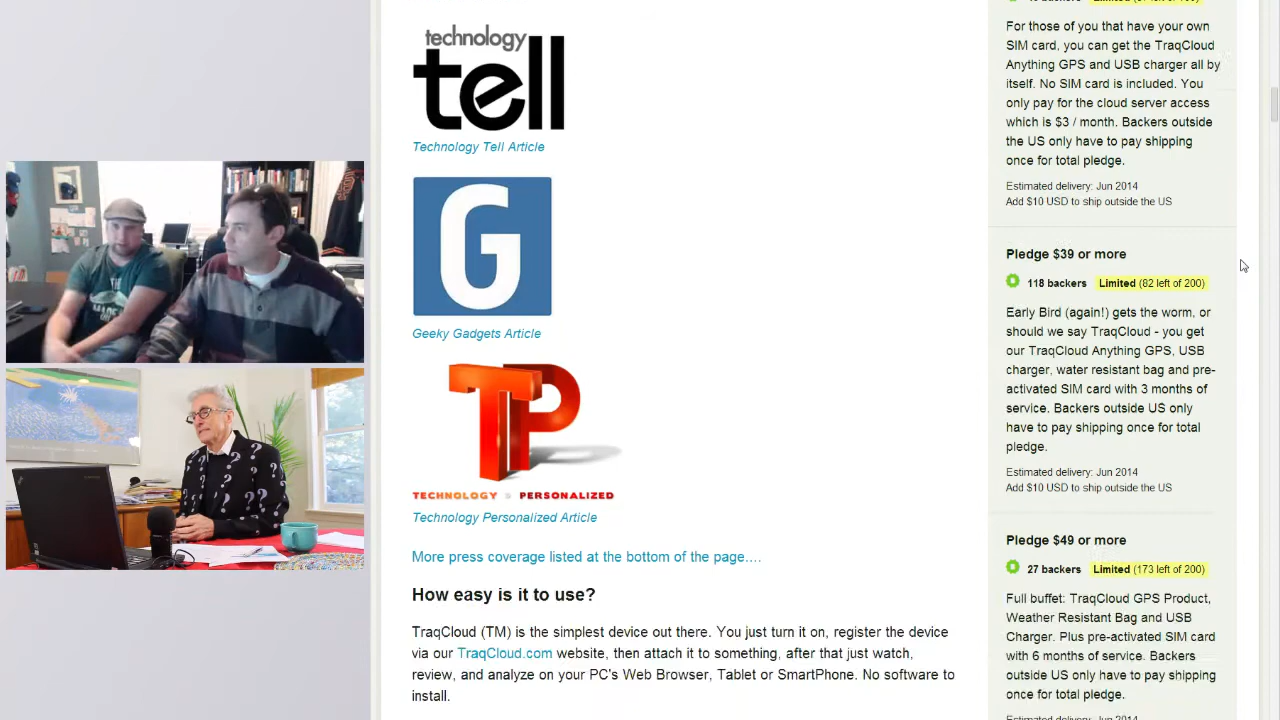 technology
tell
Technology Tell Article
G
Geeky Gadgets Article
TP
TECHNOLOGY PERSONALIZED
Technology Personalized Article
More press coverage listed at the bottom of the page....
How easy is it to use?
TraqCloud (TM) is the simplest device out there. You just turn it on, register the device
via our TraqCloud.com website, then attach it to something, after that just watch,
review, and analyze on your PC's Web Browser, Tablet or SmartPhone. No software to
install.
For those of you that have your own
SIM card, you can get the TraqCloud
Anything GPS and USB charger all by
itself. No SIM card is included. You
only pay for the cloud server access
which is $3 / month. Backers outside
the US only have to pay shipping
once for total pledge.
Estimated delivery: Jun 2014
Add $10 USD to ship outside the US
Pledge $39 or more
118 backers Limited (82 left of 200)
Early Bird (again!) gets the worm, or
should we say TraqCloud - you get
our TraqCloud Anything GPS, USB
charger, water resistant bag and pre-
activated SIM card with 3 months of
service. Backers outside US only
have to pay shipping once for total
pledge.
Estimated delivery: Jun 2014
Add $10 USD to ship outside the US
Pledge $49 or more
27 backers Limited (173 left of 200)
Full buffet: TraqCloud GPS Product,
Weather Resistant Bag and USB
Charger. Plus pre-activated SIM card
with 6 months of service. Backers
outside US only have to pay shipping
once for total pledge.